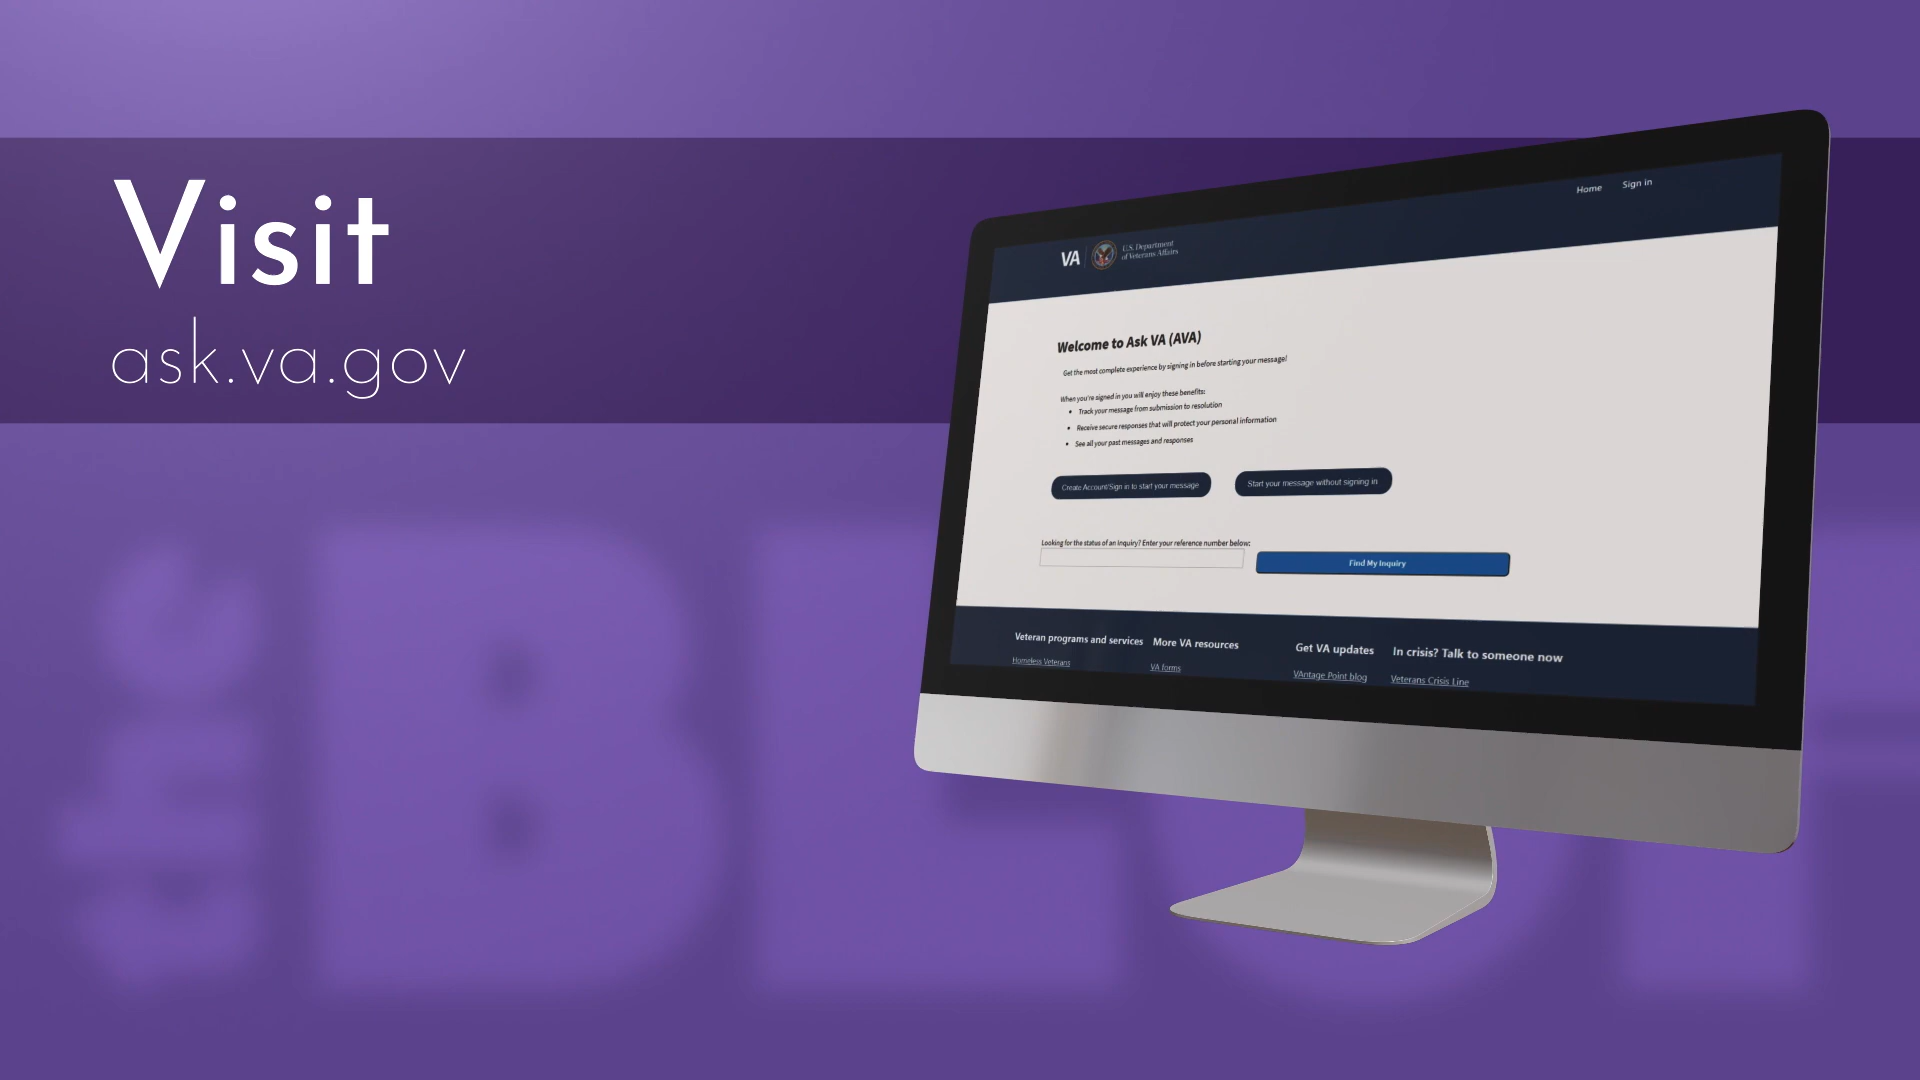 Visit
ask.va.gov
Home Sign in
VA U.S. Department
of Veterans Affairs
Welcome to Ask VA (AVA)
Get the most complete experience by signing in before starting your message!
When you're signed in you will enjoy these benefits:
Track your message from submission to resolution
Receive secure responses that will protect your personal information
See all your past messages and responses
Create Account/Sign in to start your message Start your message without signing in
Looking for the status of an inquiry? Enter your reference number below:
Find My Inquiry
Veteran programs and services More VA resources Get VA updates In crisis? Talk to someone now
Homeless Veterans VA forms VAntage Point blog Veterans Crisis Line
the